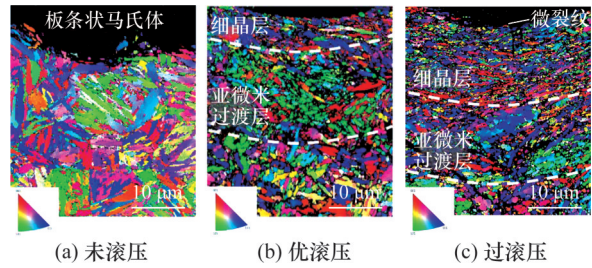 板条状马氏体
10 μm
(a) 未滚压
细晶层
亚微米
过渡层
10 μm
(b) 优滚压
微裂纹
细晶层
亚微米
过渡层
10 μm
(c) 过滚压